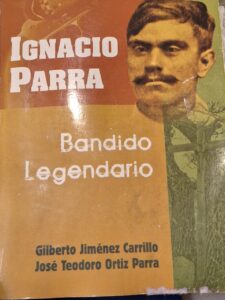 IGNACIO
PARRA
Bandido
Legendario
Gilberto Jiménez Carrillo
José Teodoro Ortiz Parra